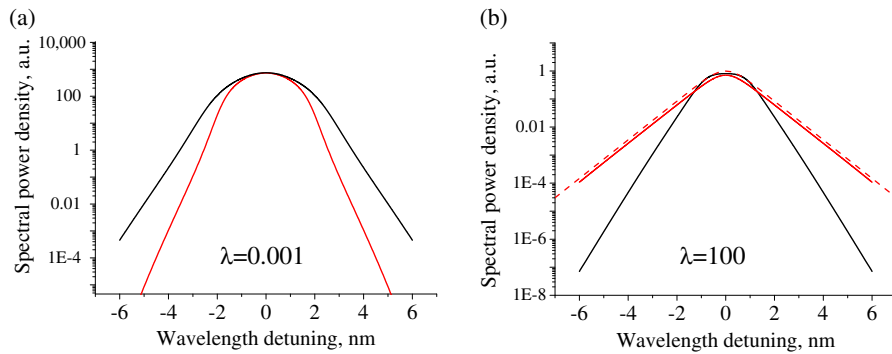 (a)
Spectral power density, a.u.
10,000
100
1
0.01
1E-4
λ=0.001
-6 -4 -2 0 2 4 6
Wavelength detuning, nm
(b)
Spectral power density, a.u.
1
0.01
1E-4
1E-6
1E-8
λ=100
-6 -4 -2 0 2 4 6
Wavelength detuning, nm